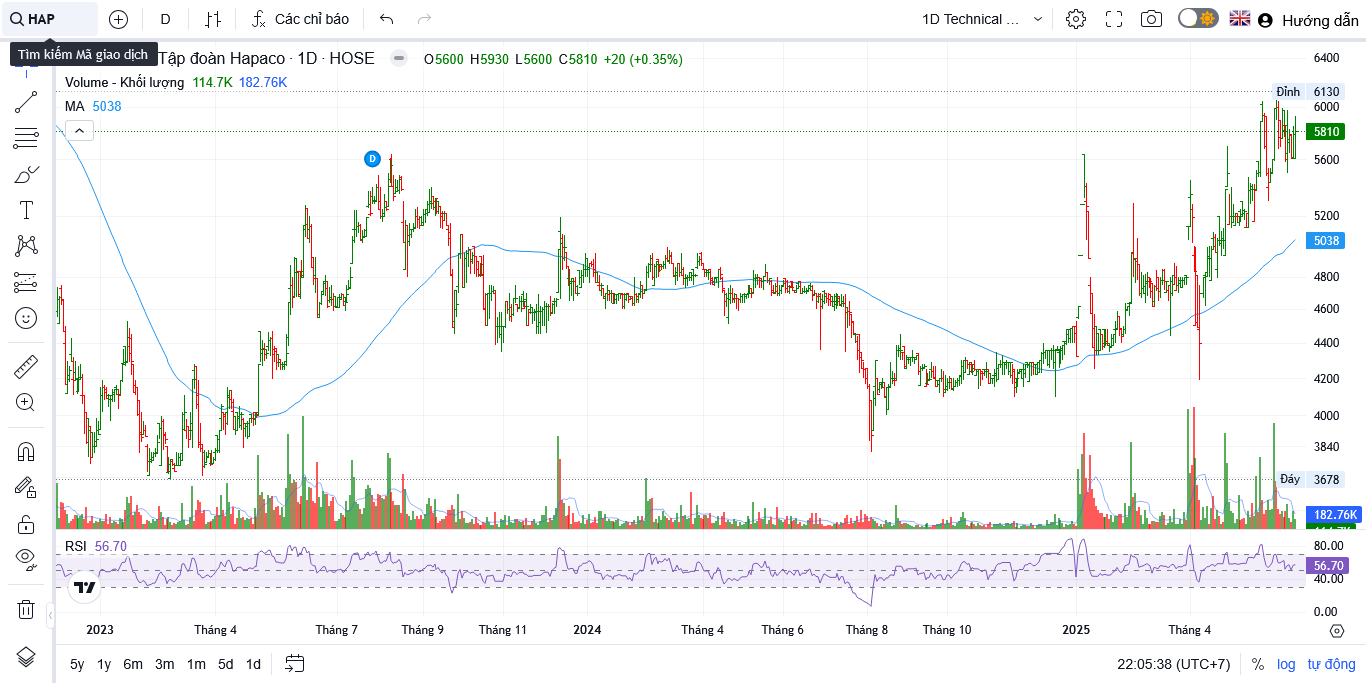 HAP
D
Các chỉ báo
1D Technical ...
Hướng dẫn
Tìm kiếm Mã giao dịch
Tập đoàn Hapaco · 1D · HOSE
O5600 H5930 L5600 C5810 +20 (+0.35%)
Volume - Khối lượng 114.7K 182.76K
MA 5038
D
6400
Đỉnh 6130
6000
5810
5600
5200
5038
4800
4600
4400
4200
4000
3840
Đáy 3678
182.76K
RSI 56.70
80.00
56.70
40.00
0.00
2023 Tháng 4 Tháng 7 Tháng 9 Tháng 11 2024 Tháng 4 Tháng 6 Tháng 8 Tháng 10 2025 Tháng 4
5y 1y 6m 3m 1m 5d 1d
22:05:38 (UTC+7) % log tự động